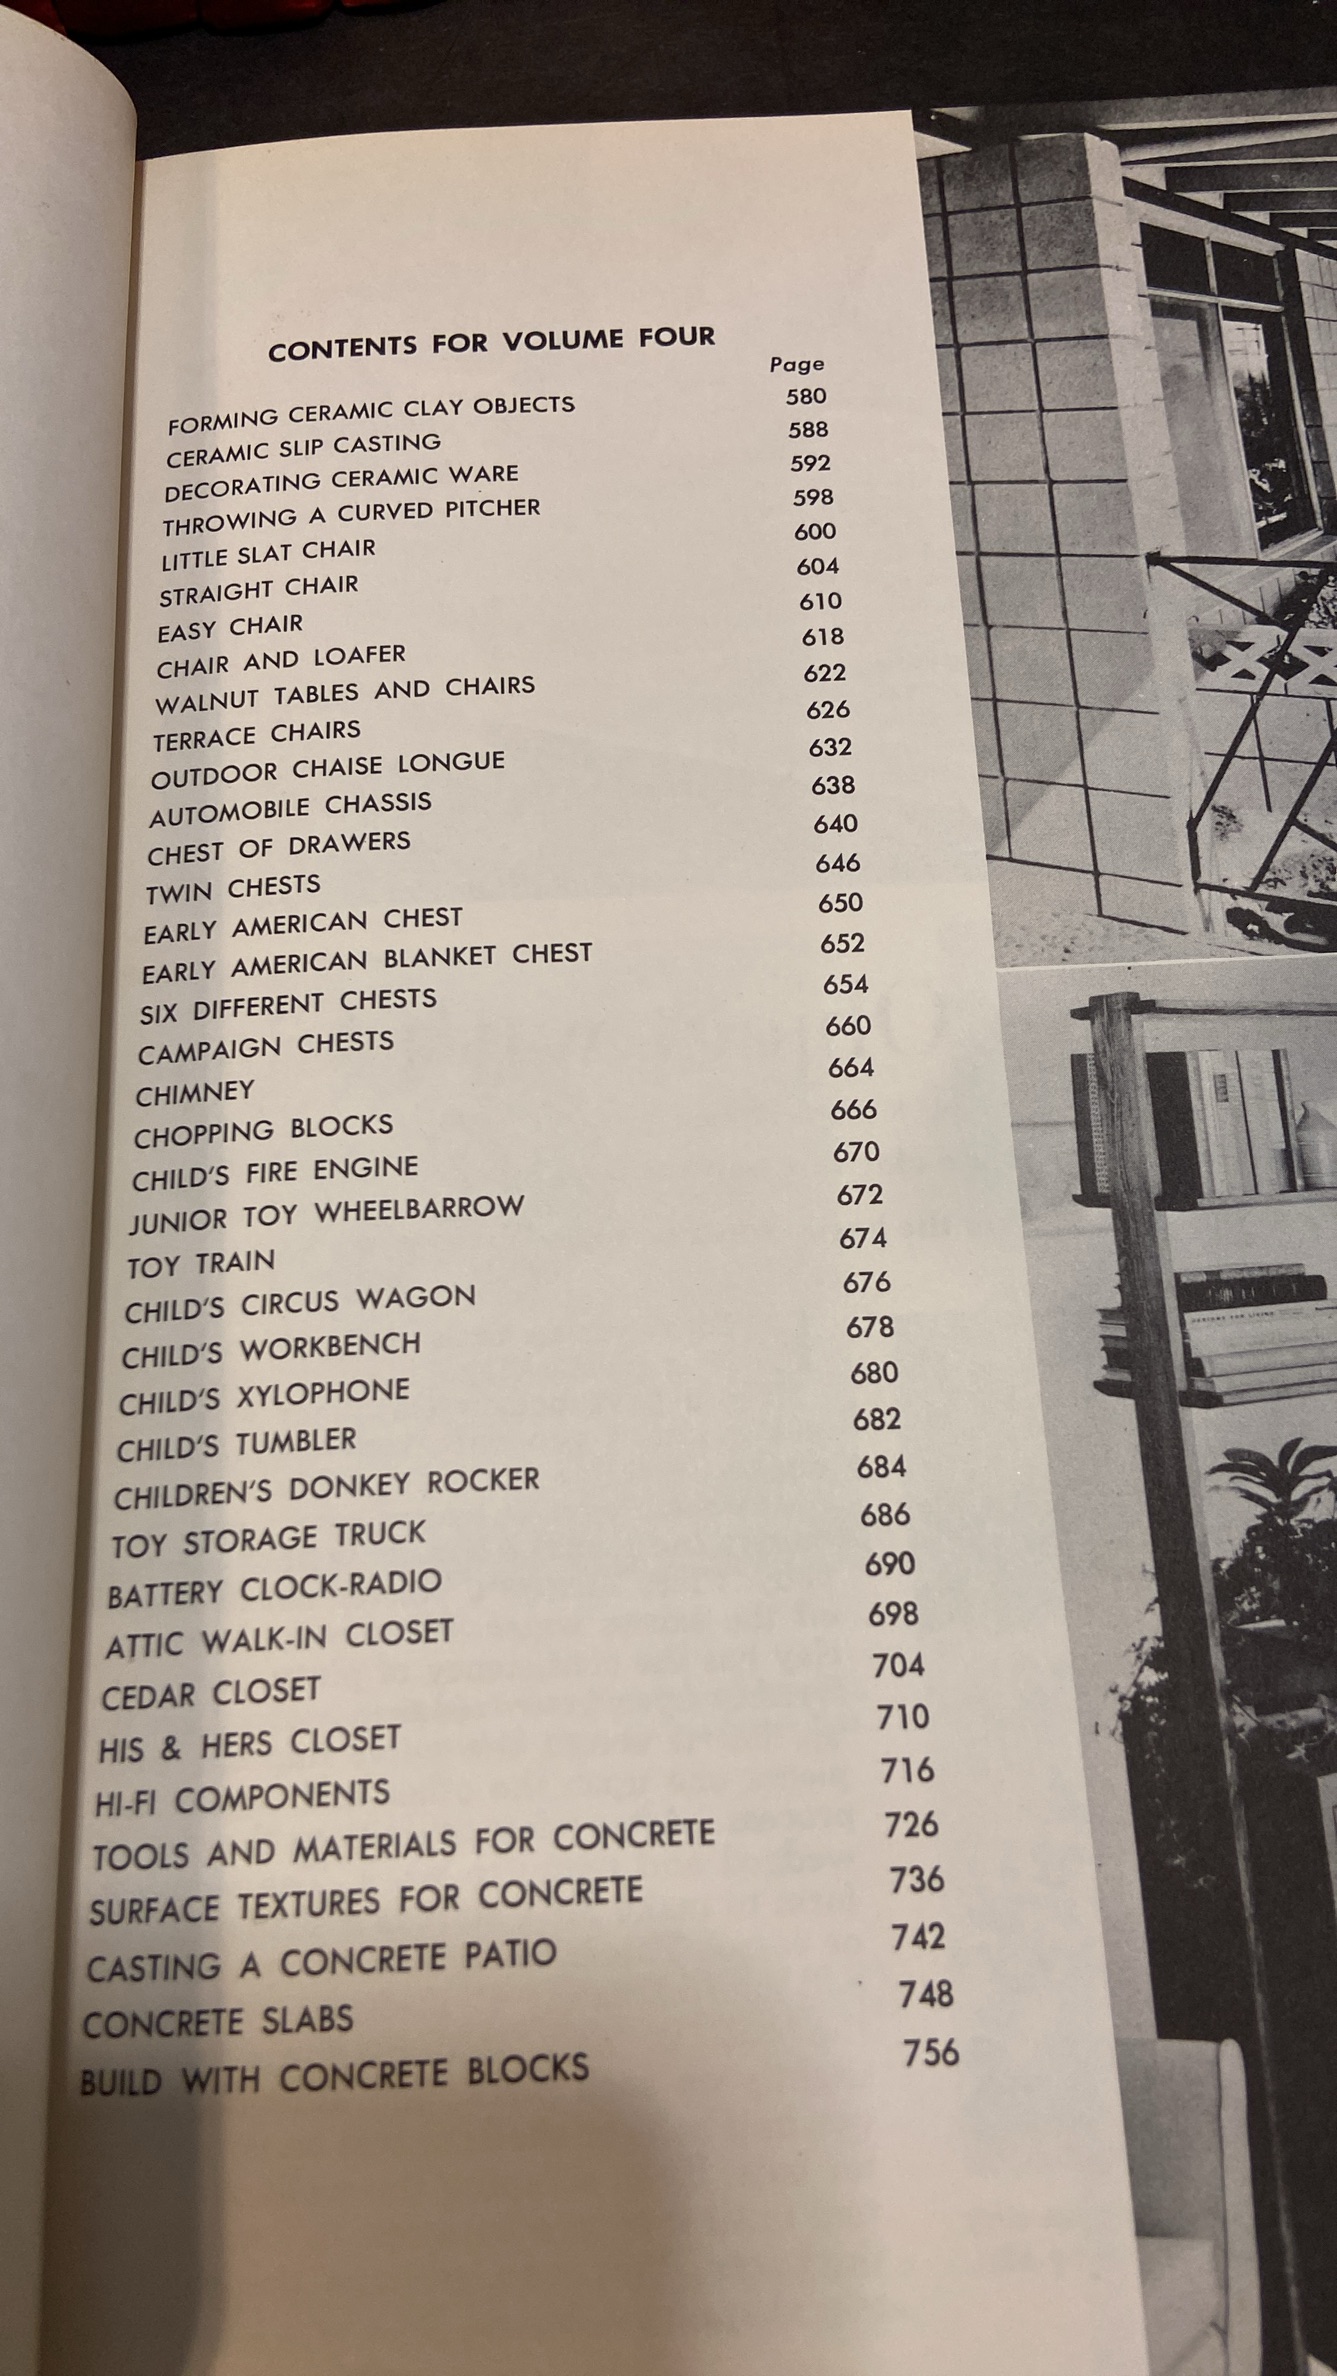 CONTENTS FOR VOLUME FOUR
Page
FORMING CERAMIC CLAY OBJECTS 580
CERAMIC SLIP CASTING 588
DECORATING CERAMIC WARE 592
THROWING A CURVED PITCHER 598
LITTLE SLAT CHAIR 600
STRAIGHT CHAIR 604
EASY CHAIR 610
CHAIR AND LOAFER 618
WALNUT TABLES AND CHAIRS 622
TERRACE CHAIRS 626
OUTDOOR CHAISE LONGUE 632
AUTOMOBILE CHASSIS 638
CHEST OF DRAWERS 640
TWIN CHESTS 646
EARLY AMERICAN CHEST 650
EARLY AMERICAN BLANKET CHEST 652
SIX DIFFERENT CHESTS 654
CAMPAIGN CHESTS 660
CHIMNEY 664
CHOPPING BLOCKS 666
CHILD'S FIRE ENGINE 670
JUNIOR TOY WHEELBARROW 672
TOY TRAIN 674
CHILD'S CIRCUS WAGON 676
CHILD'S WORKBENCH 678
CHILD'S XYLOPHONE 680
CHILD'S TUMBLER 682
CHILDREN'S DONKEY ROCKER 684
TOY STORAGE TRUCK 686
BATTERY CLOCK-RADIO 690
ATTIC WALK-IN CLOSET 698
CEDAR CLOSET 704
HIS & HERS CLOSET 710
HI-FI COMPONENTS 716
TOOLS AND MATERIALS FOR CONCRETE 726
SURFACE TEXTURES FOR CONCRETE 736
CASTING A CONCRETE PATIO 742
CONCRETE SLABS 748
BUILD WITH CONCRETE BLOCKS 756
DESIGNS FOR LIVING